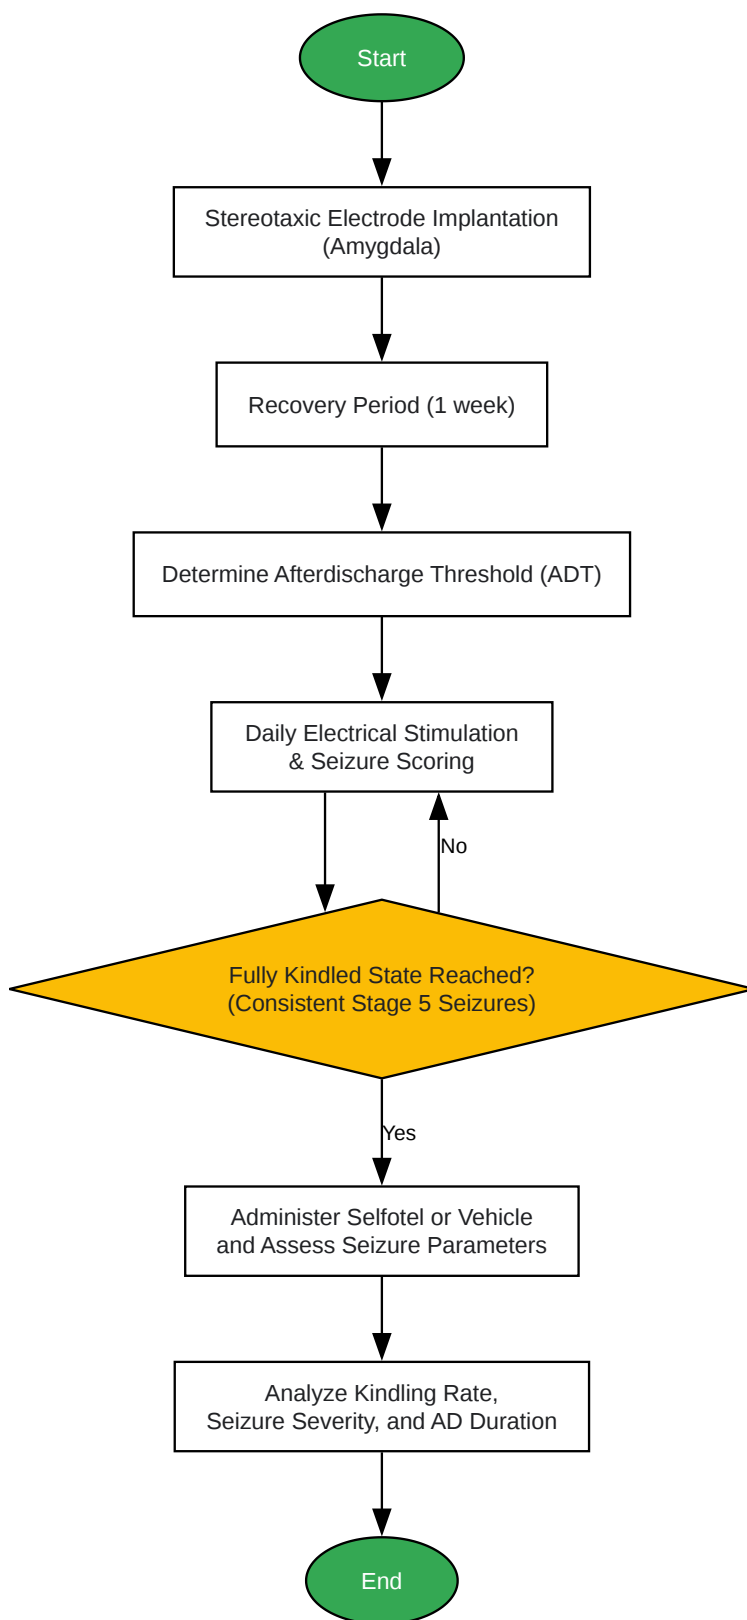 Start
Stereotaxic Electrode Implantation
(Amygdala)
Recovery Period (1 week)
Determine Afterdischarge Threshold (ADT)
Daily Electrical Stimulation
& Seizure Scoring
No
Fully Kindled State Reached?
(Consistent Stage 5 Seizures)
Yes
Administer Selfotel or Vehicle
and Assess Seizure Parameters
Analyze Kindling Rate,
Seizure Severity, and AD Duration
End